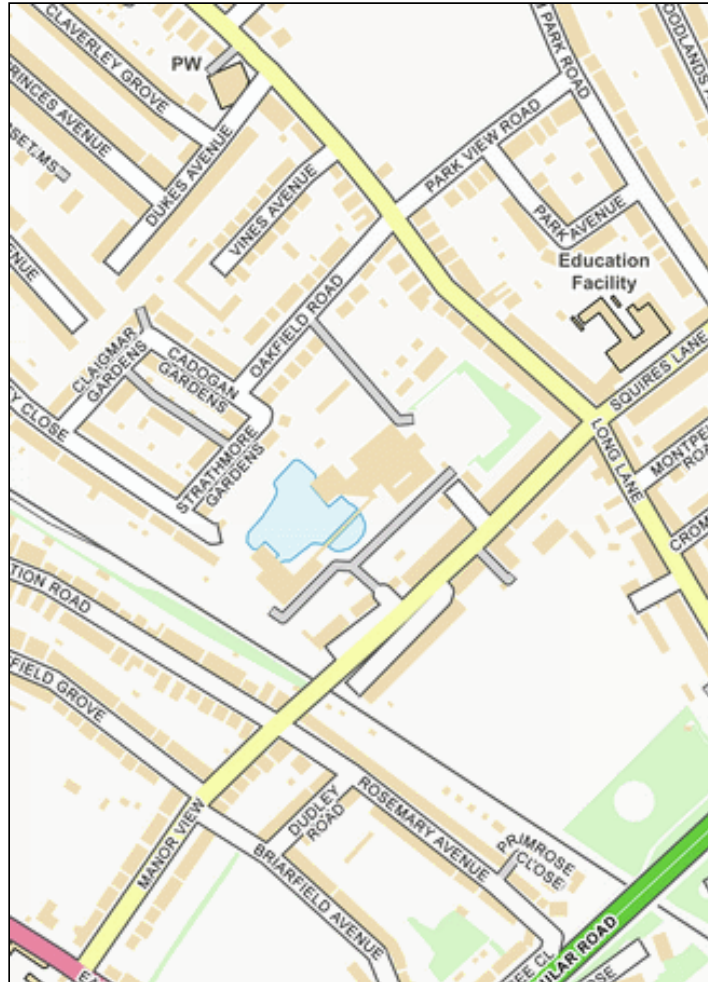 CLAVERLEY GROVE
PW
PARK ROAD
PRINCES AVENUE
DUKES AVENUE
VINES AVENUE
PARK VIEW ROAD
PARK AVENUE
Education
Facility
OAKFIELD ROAD
CLAIGMAR
GARDENS
CADOGAN
GARDENS
SQUIRES LANE
CLOSE
STRATHMORE
GARDENS
LONG LANE
ROAD
FIELD GROVE
MANOR VIEW
DUDLEY
ROAD
ROSEMARY AVENUE
PRIMROSE
CLOSE
BRIARFIELD AVENUE
ULAR ROAD